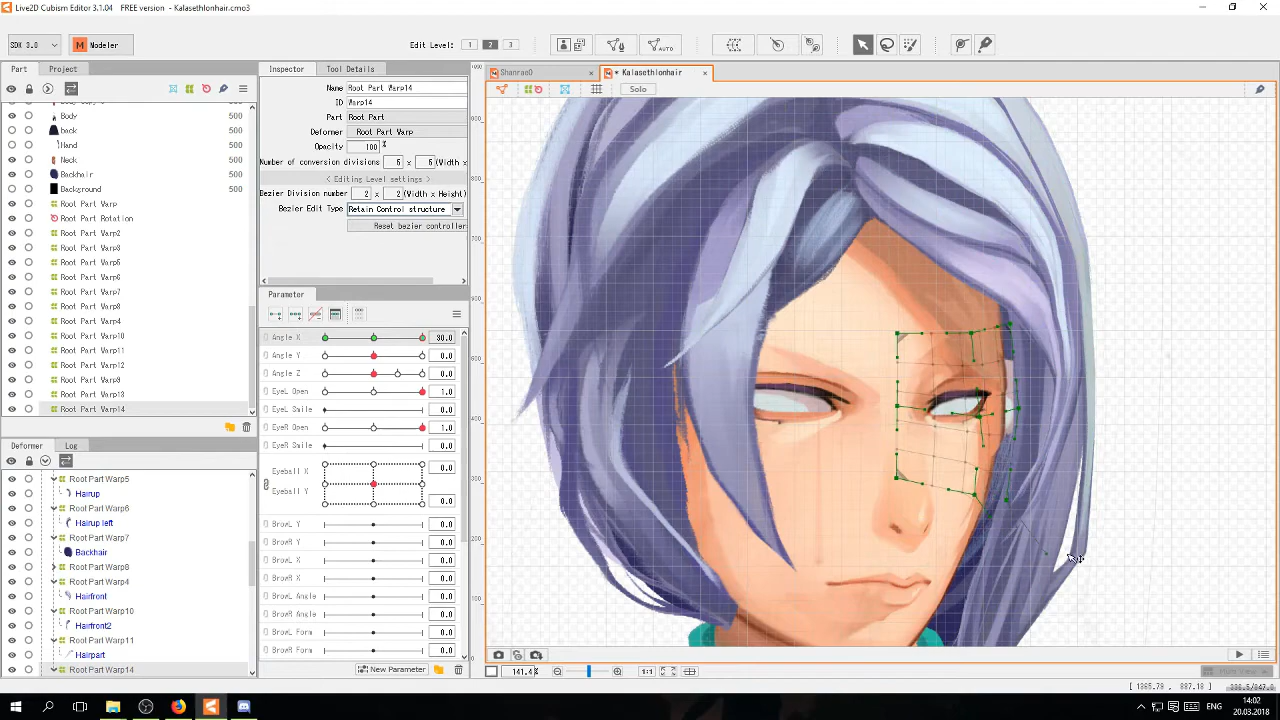 Live2D Cubism Editor 3.1.04    FREE version  - Kalasethlonhair.cmo3
SDK 3.0
Modeler
Edit Level: 1 2 3
AUTO
Part Project
Inspector Tool Details
Shanrao0 × * Kalasethlonhair ×
Solo
Body 500
back 500
Hand 500
Neck 500
Backhair 500
Background 500
Root Part Warp
Root Part Rotation
Root Part Warp2
Root Part Warp3
Root Part Warp5
Root Part Warp6
Root Part Warp7
Root Part Warp4
Root Part Warp10
Root Part Warp11
Root Part Warp12
Root Part Warp14
Name Root Part Warp14
ID Warp14
Part Root Part
Deformer Root Part Warp
Opacity 100 %
Number of conversion divisions 5 x 5 (Width x
< Editing Level settings >
Bezier Division number 2 x 2 (Width x Height)
Bezier Edit Type Retain Control structure
Reset bezier controller
Parameter
Angle X 30.0
Angle Y 0.0
Angle Z 0.0
EyeL Open 1.0
EyeL Smile 0.0
EyeR Open 1.0
EyeR Smile 0.0
Eyeball X 0.0
Eyeball Y 0.0
BrowL Y 0.0
BrowR Y 0.0
BrowL X 0.0
BrowR X 0.0
BrowL Angle 0.0
BrowR Angle 0.0
BrowL Form 0.0
BrowR Form 0.0
New Parameter
Deformer Log
Root Part Warp5
Hairup
Root Part Warp6
Hairup left
Root Part Warp7
Backhair
Root Part Warp8
Root Part Warp4
Hairfront
Root Part Warp10
Hairfront2
Root Part Warp11
Hairpart
Root Part Warp14
141.4
1:1
ENG
14:02
20.03.2018